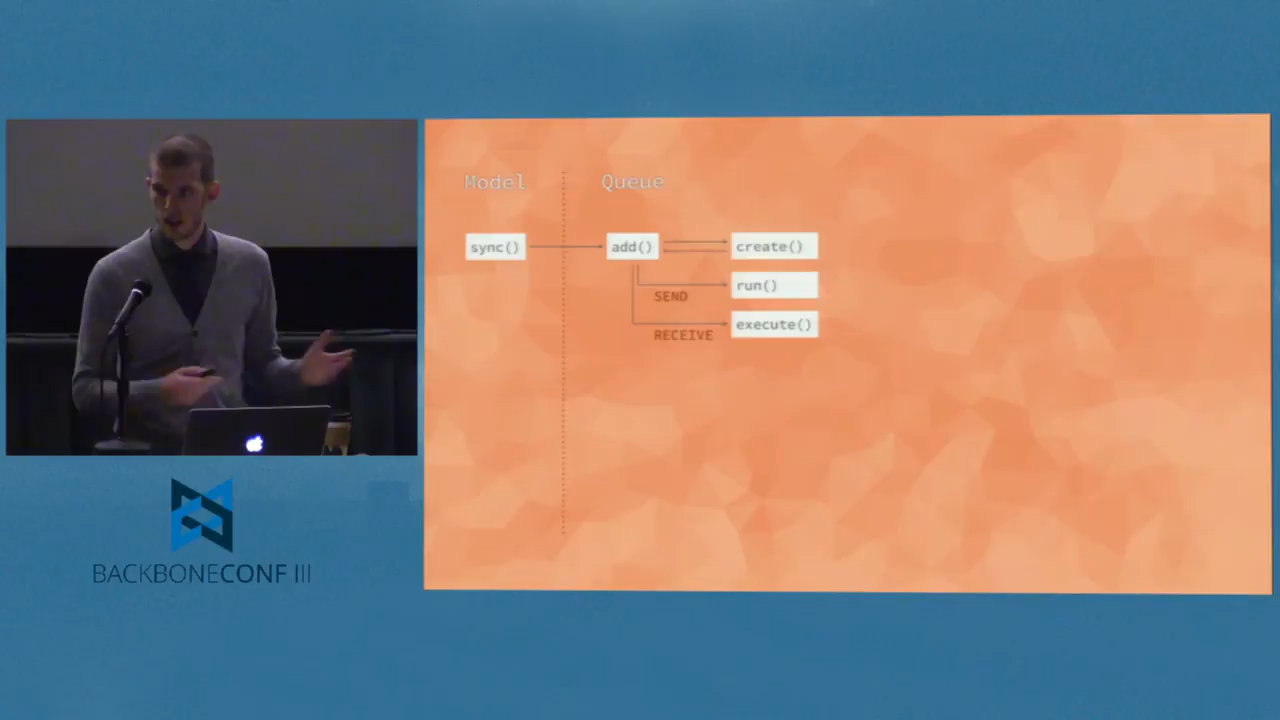 Model Queue
sync() add() create()
run()
SEND
execute()
RECEIVE
BACKBONECONF III